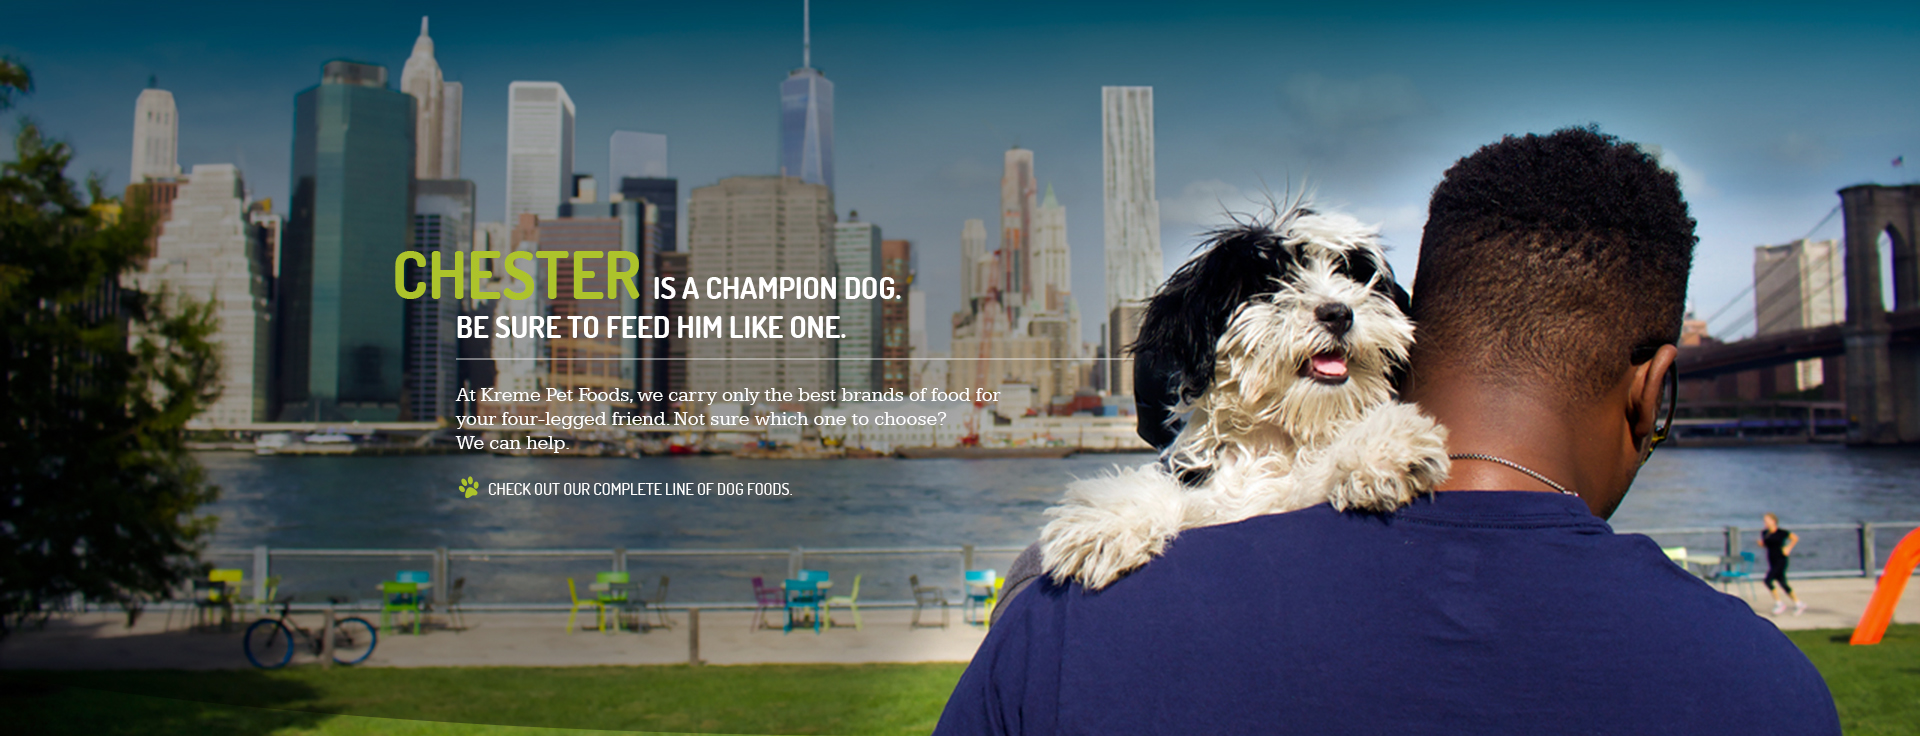 CHESTER IS A CHAMPION DOG.
BE SURE TO FEED HIM LIKE ONE.
At Kreme Pet Foods, we carry only the best brands of food for
your four-legged friend. Not sure which one to choose?
We can help.
CHECK OUT OUR COMPLETE LINE OF DOG FOODS.